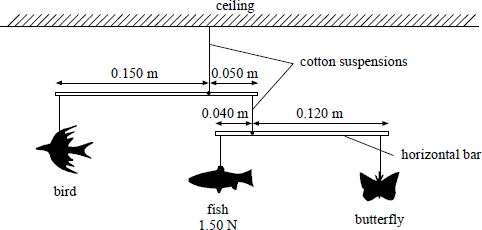 ceiling
0.150 m
0.050 m
cotton suspensions
0.040 m
0.120 m
horizontal bar
bird
fish
1.50 N
butterfly